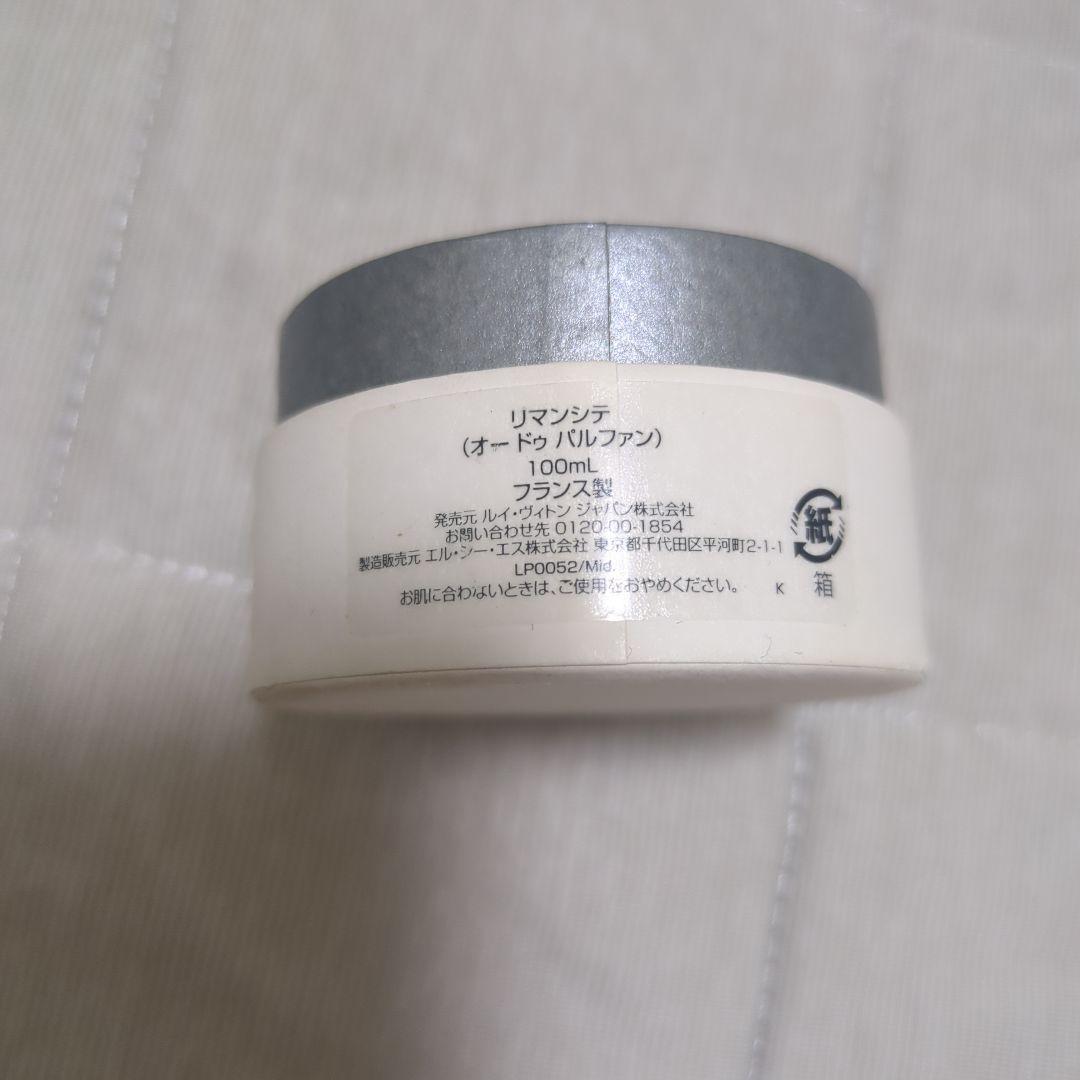 リマンシテ
(オー ドゥ パルファン)
100mL
フランス製
発売元 ルイ・ヴィトン ジャパン株式会社
お問い合わせ先 0120-00-1854
製造販売元 エル・シー・エス株式会社 東京都千代田区平河町2-1-1
LP0052/Mid.
お肌に合わないときは、ご使用をおやめください。 K
紙
箱